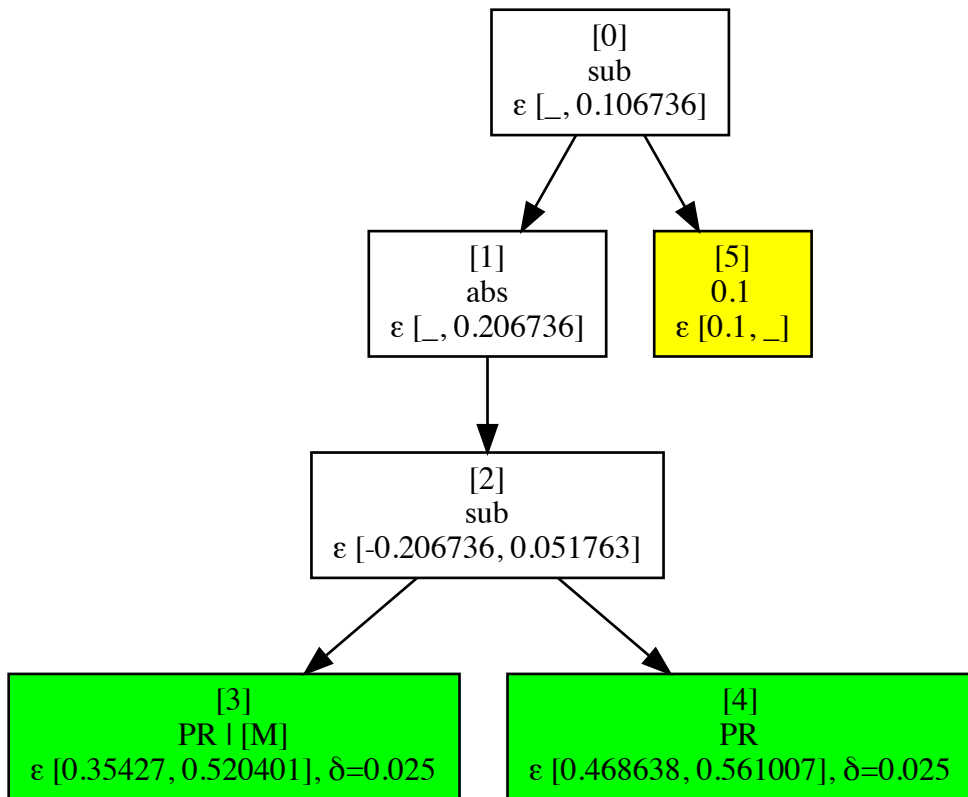 [0]
sub
ε [_, 0.106736]
[1]
abs
ε [_, 0.206736]
[5]
0.1
ε [0.1, _]
[2]
sub
ε [-0.206736, 0.051763]
[3]
PR | [M]
ε [0.35427, 0.520401], δ=0.025
[4]
PR
ε [0.468638, 0.561007], δ=0.025